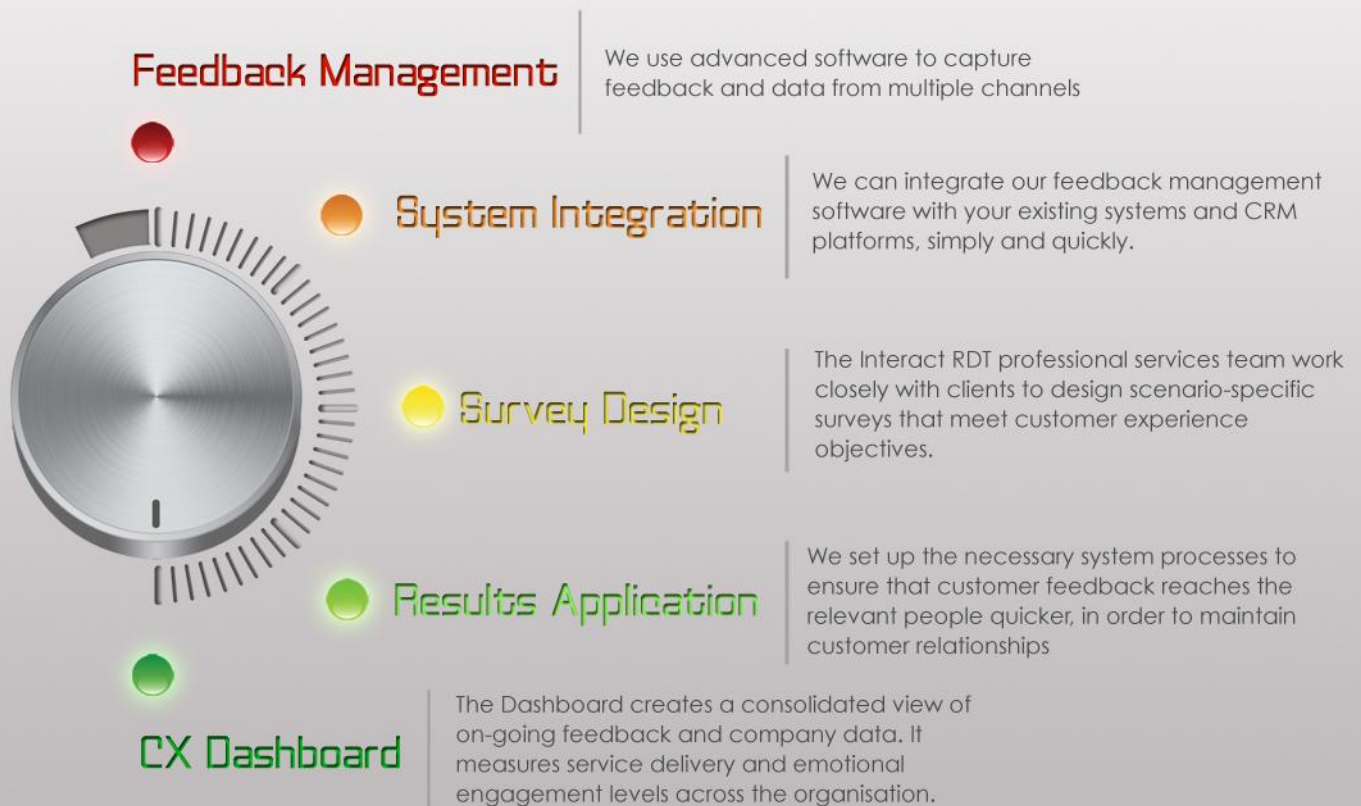 Feedback Management
We use advanced software to capture
feedback and data from multiple channels
System Integration
We can integrate our feedback management
software with your existing systems and CRM
platforms, simply and quickly.
Survey Design
The Interact RDT professional services team work
closely with clients to design scenario-specific
surveys that meet customer experience
objectives.
Results Application
We set up the necessary system processes to
ensure that customer feedback reaches the
relevant people quicker, in order to maintain
customer relationships
CX Dashboard
The Dashboard creates a consolidated view of
on-going feedback and company data. It
measures service delivery and emotional
engagement levels across the organisation.